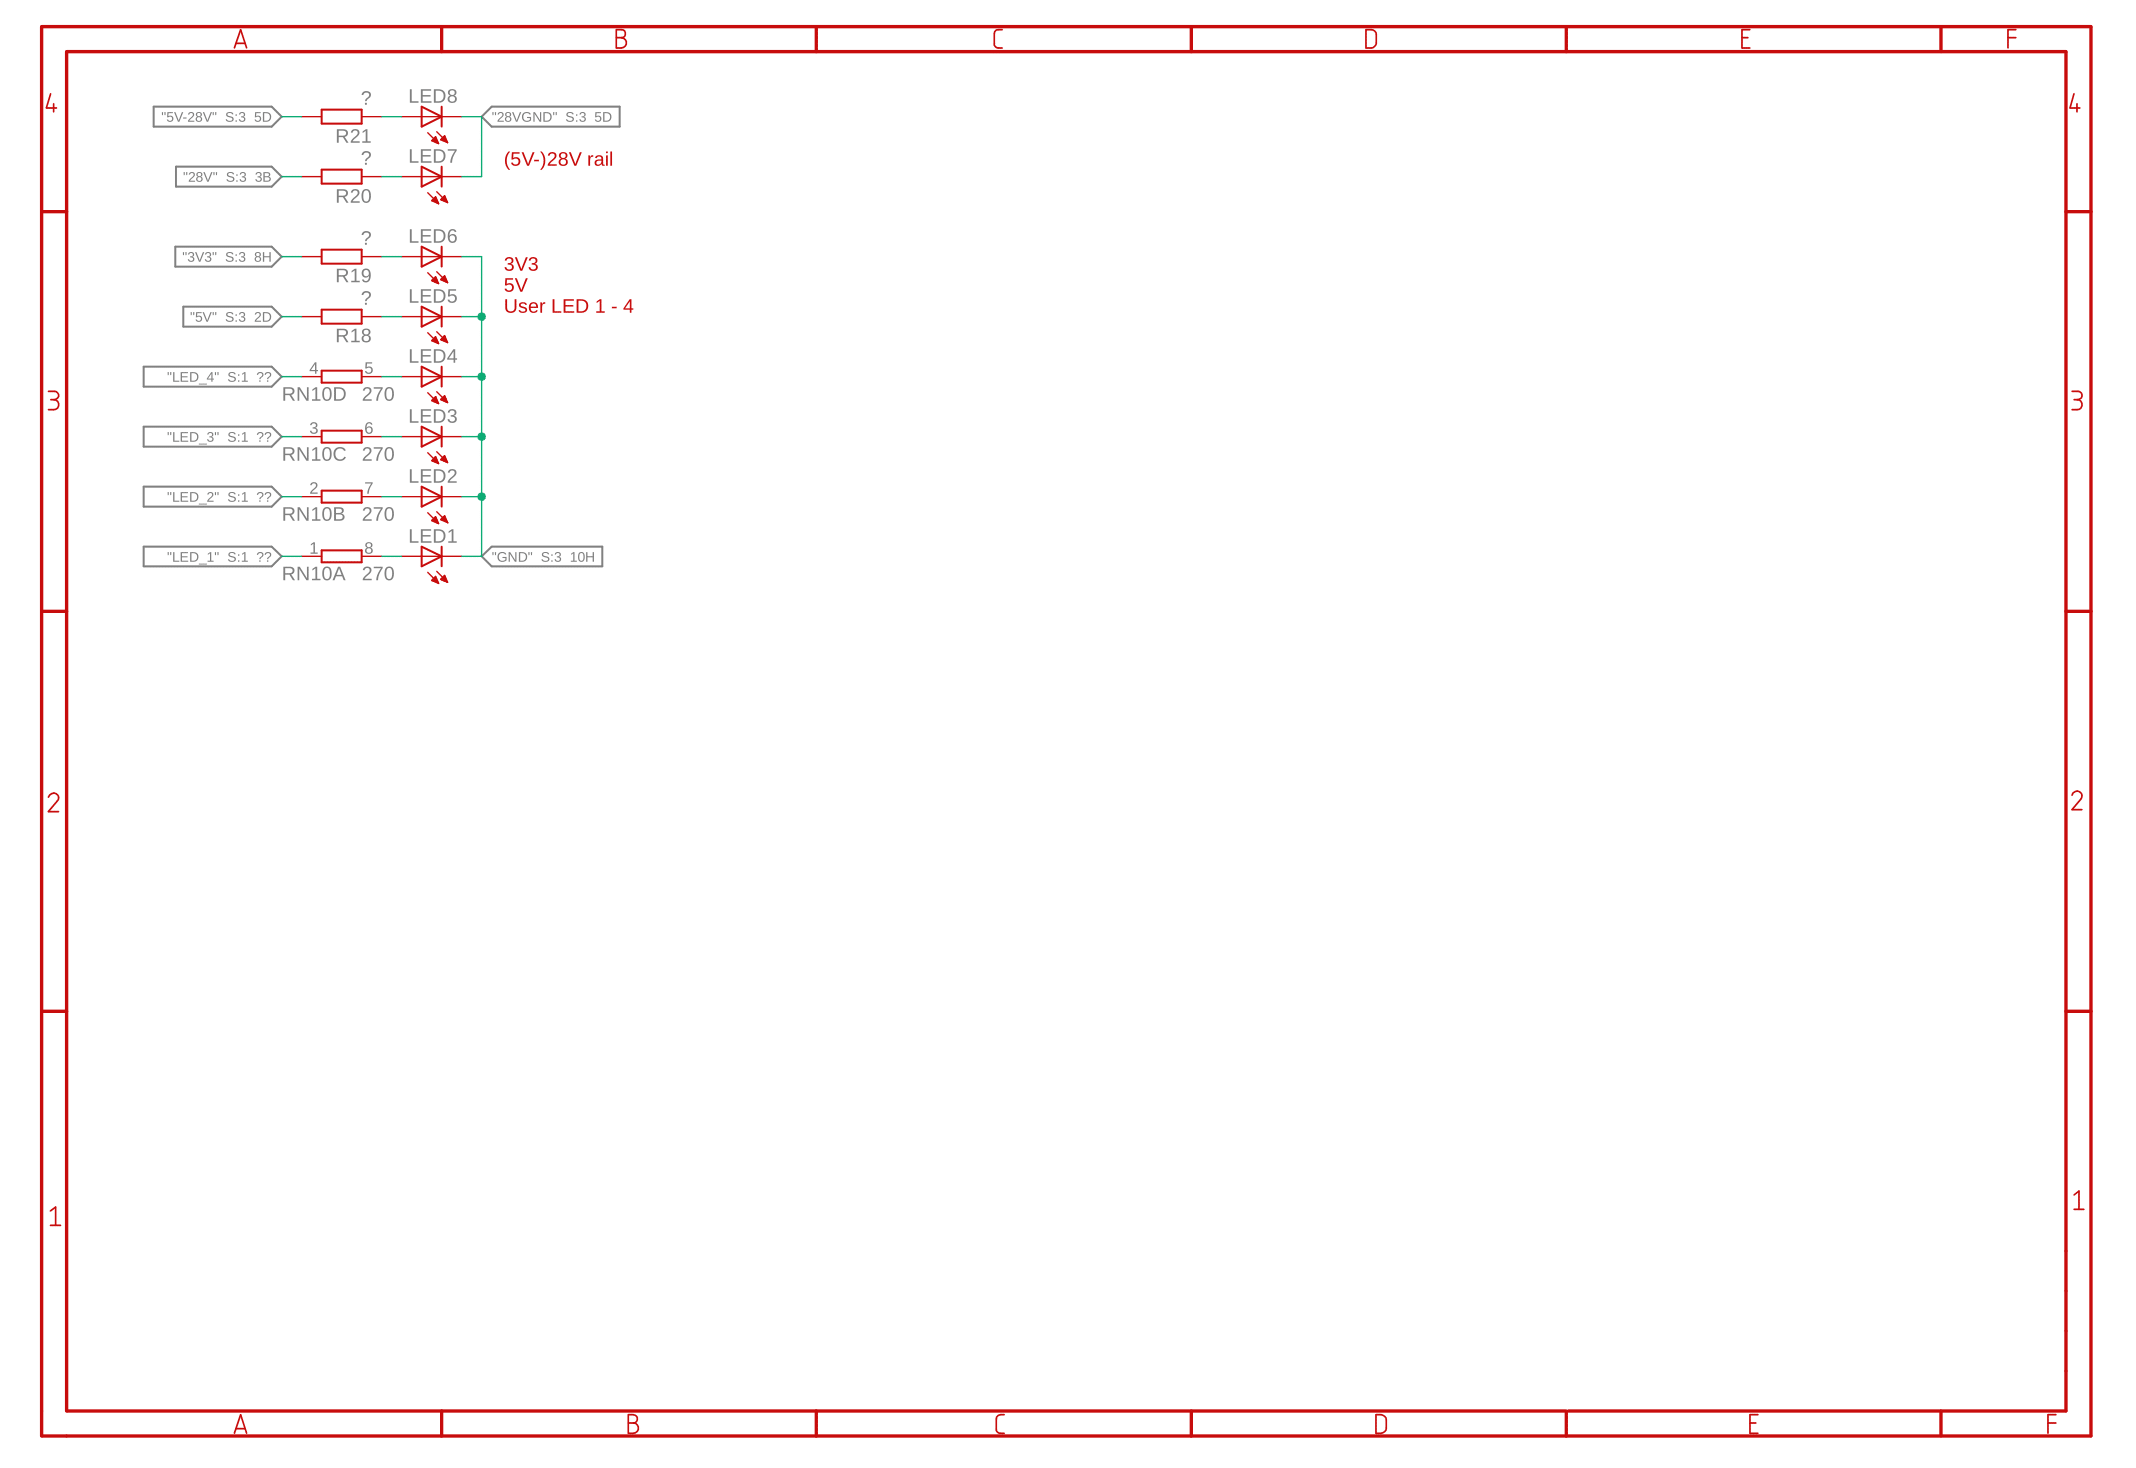 A B C D E F
4 4
? LED8
"5V-28V" S:3 5D "28VGND" S:3 5D
R21
? LED7 (5V-)28V rail
"28V" S:3 3B
R20
? LED6
"3V3" S:3 8H 3V3
R19
5V
? LED5 User LED 1 - 4
"5V" S:3 2D
R18
LED4
"LED_4" S:1 ?? 4 5
RN10D 270
3 3
LED3
"LED_3" S:1 ?? 3 6
RN10C 270
LED2
"LED_2" S:1 ?? 2 7
RN10B 270
LED1
"LED_1" S:1 ?? 1 8 "GND" S:3 10H
RN10A 270
2 2
1 1
A B C D E F